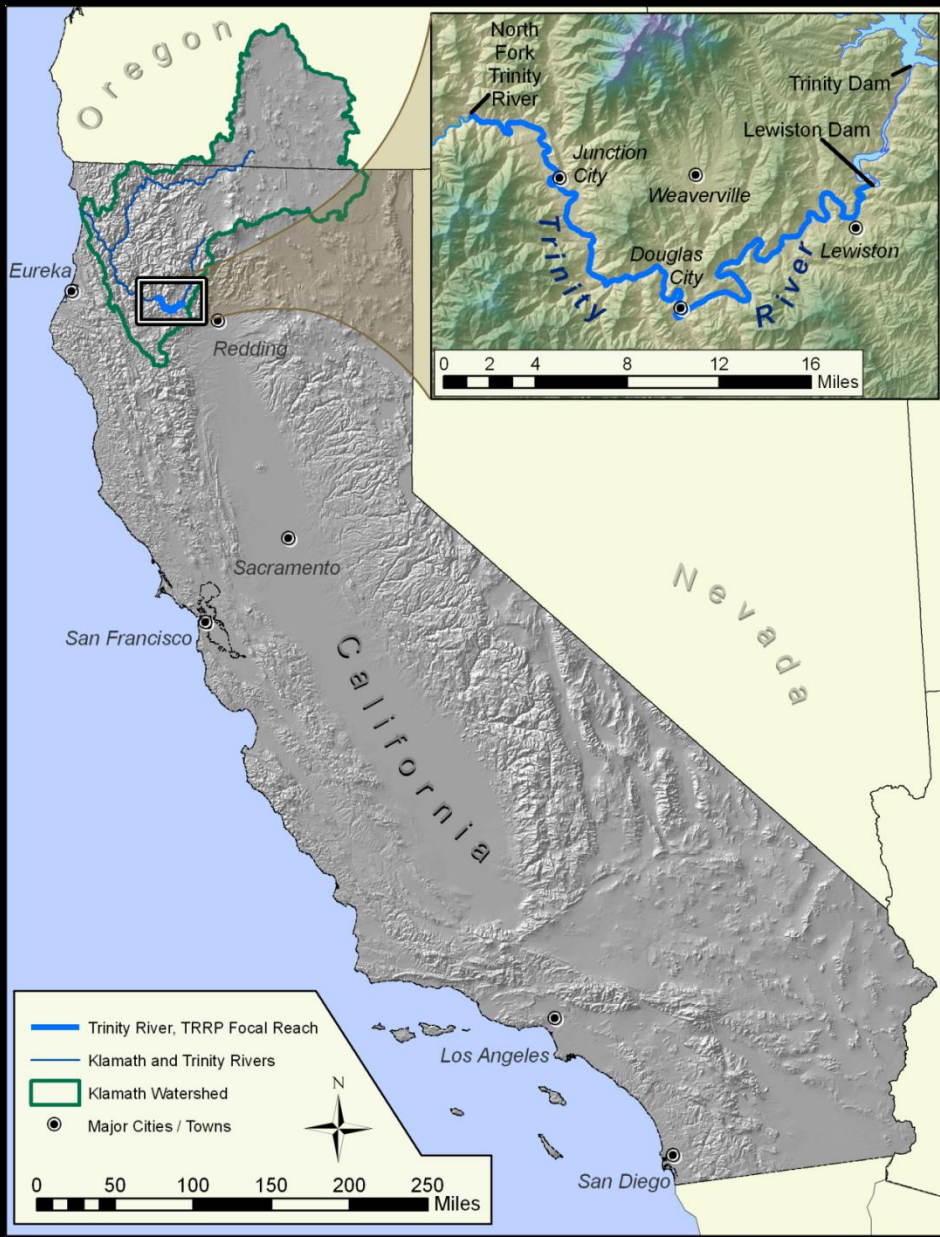 Oregon
North
Fork
Trinity
River
Trinity Dam
Lewiston Dam
Junction
City
Weaverville
Lewiston
Douglas
City
Trinity
River
0 2 4 8 12 16
Miles
Eureka
Redding
Sacramento
San Francisco
California
Nevada
Los Angeles
San Diego
Trinity River, TRRP Focal Reach
Klamath and Trinity Rivers
Klamath Watershed
Major Cities / Towns
N
0 50 100 150 200 250
Miles